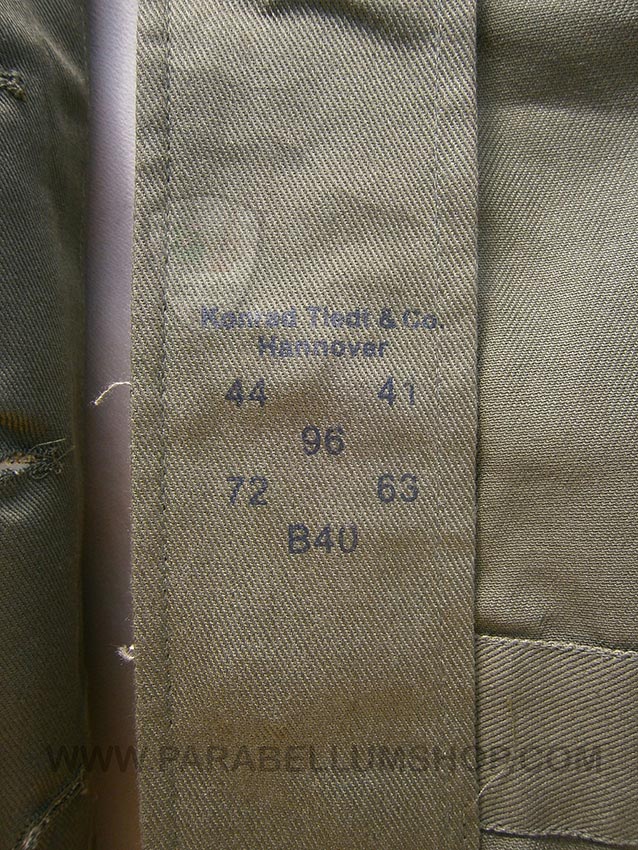 Konrad Tiedt & Co.
Hannover
44 41
96
72 63
B40
WWW.PARABELLUMSHOP.COM